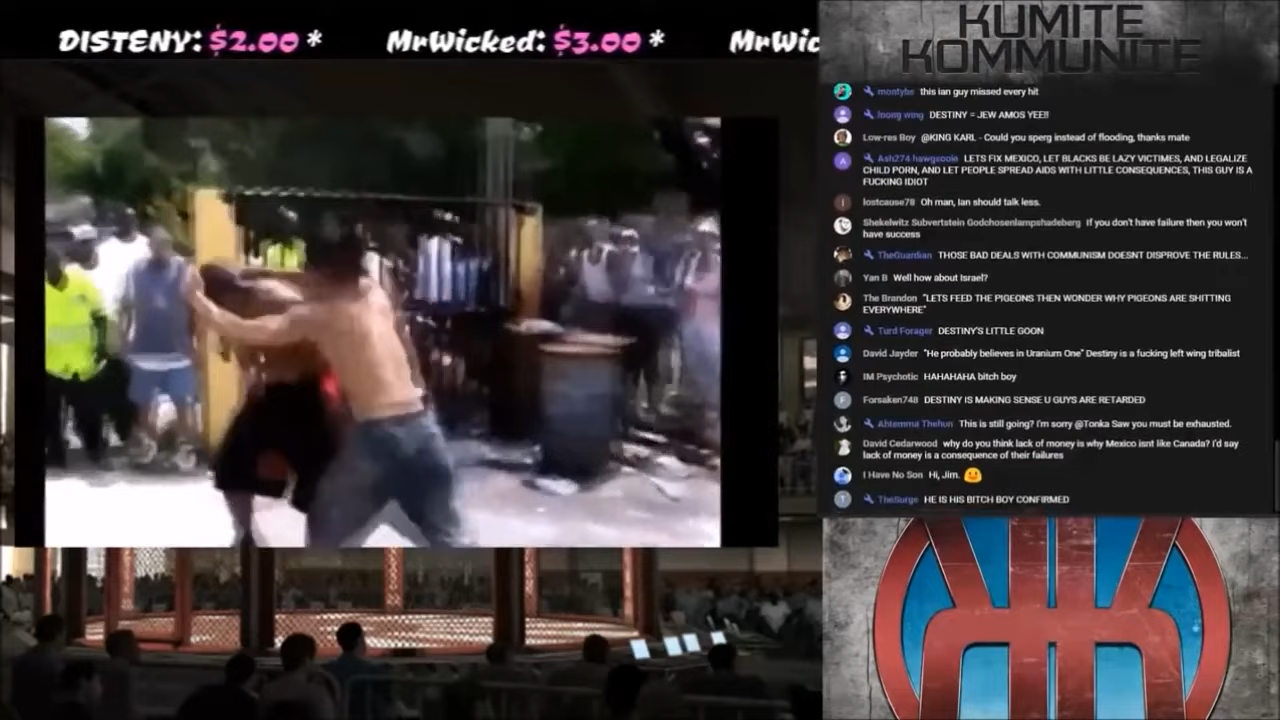 DISTENY: $2.00 * MrWicked: $3.00 * MrWic
KUMITE
KOMMUNITE
montybs this ian guy missed every hit
loong wing DESTINY = JEW AMOS YEE!!
Low-res Boy @KING KARL - Could you sperg instead of flooding, thanks mate
A Ash274 hawgcooie LETS FIX MEXICO, LET BLACKS BE LAZY VICTIMS, AND LEGALIZE
CHILD PORN, AND LET PEOPLE SPREAD AIDS WITH LITTLE CONSEQUENCES, THIS GUY IS A
FUCKING IDIOT
l lostcause78 Oh man, Ian should talk less.
Shekelwitz Subvertstein Godchosenlampshadeberg If you don't have failure then you won't
have success
TheGuardian THOSE BAD DEALS WITH COMMUNISM DOESNT DISPROVE THE RULES...
Yan B Well how about Israel?
The Brandon "LETS FEED THE PIGEONS THEN WONDER WHY PIGEONS ARE SHITTING
EVERYWHERE"
Turd Forager DESTINY'S LITTLE GOON
David Jayder "He probably believes in Uranium One" Destiny is a fucking left wing tribalist
IM Psychotic HAHAHAHA bitch boy
F Forsaken748 DESTINY IS MAKING SENSE U GUYS ARE RETARDED
Ahtemma Thehun This is still going? I'm sorry @Tonka Saw you must be exhausted.
David Cedarwood why do you think lack of money is why Mexico isnt like Canada? I'd say
lack of money is a consequence of their failures
I Have No Son Hi, Jim.
T TheSurge HE IS HIS BITCH BOY CONFIRMED